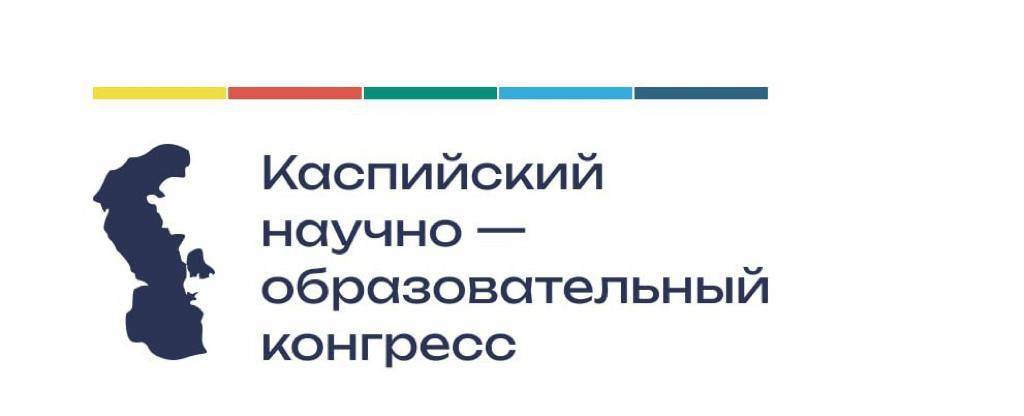 Каспийский
научно —
образовательный
конгресс